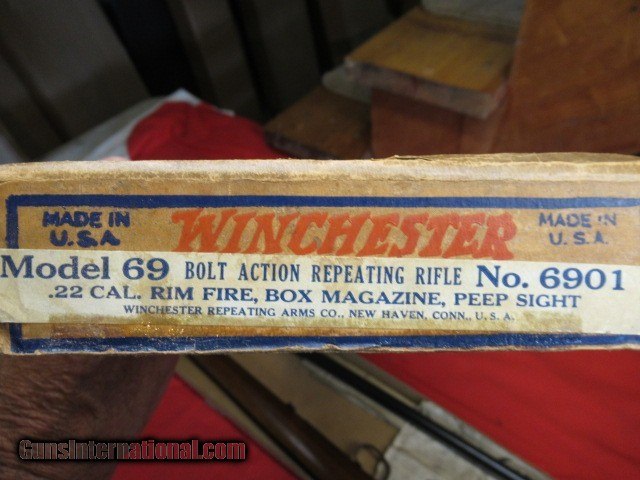 MADE IN
U.S.A
WINCHESTER
MADE IN
U.S.A.
Model 69 BOLT ACTION REPEATING RIFLE No. 6901
.22 CAL. RIM FIRE, BOX MAGAZINE, PEEP SIGHT
WINCHESTER REPEATING ARMS CO., NEW HAVEN, CONN., U. S. A.
GunsInternational.com